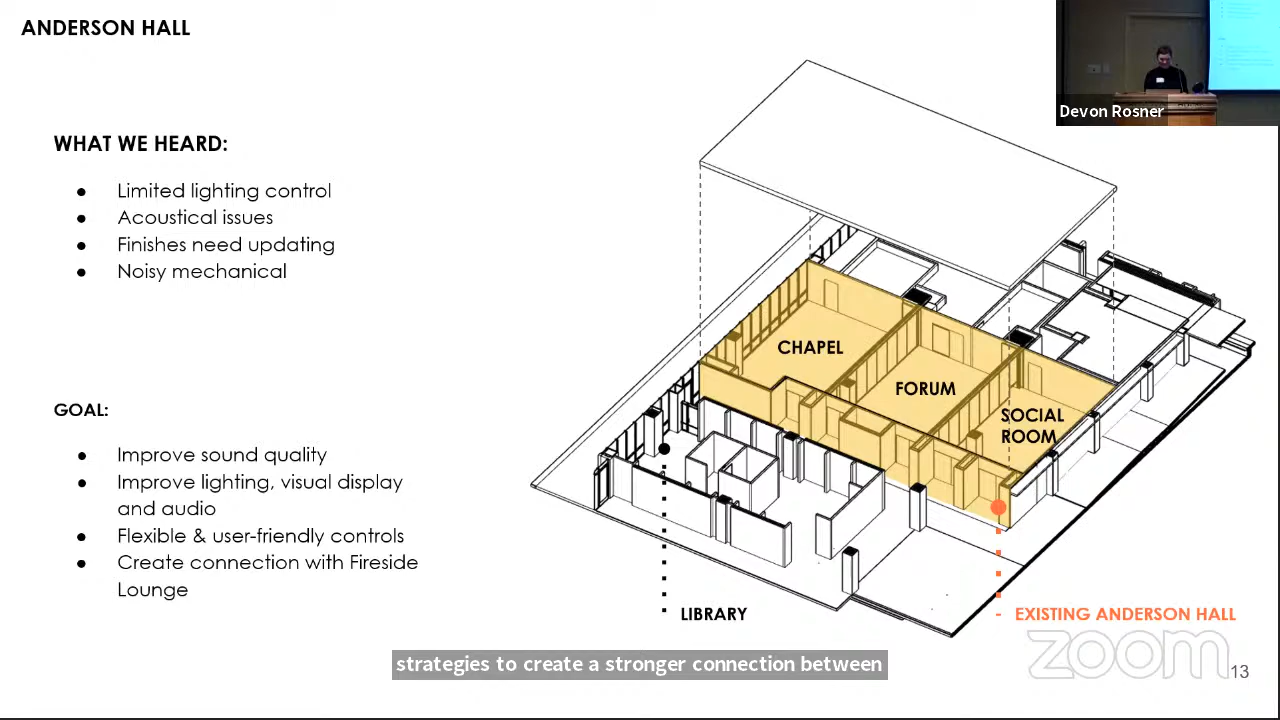 ANDERSON HALL
Devon Rosner
WHAT WE HEARD:
● Limited lighting control
● Acoustical issues
● Finishes need updating
● Noisy mechanical
GOAL:
● Improve sound quality
● Improve lighting, visual display
and audio
● Flexible & user-friendly controls
● Create connection with Fireside
Lounge
CHAPEL
FORUM
SOCIAL
ROOM
LIBRARY
EXISTING ANDERSON HALL
strategies to create a stronger connection between
zoom
13